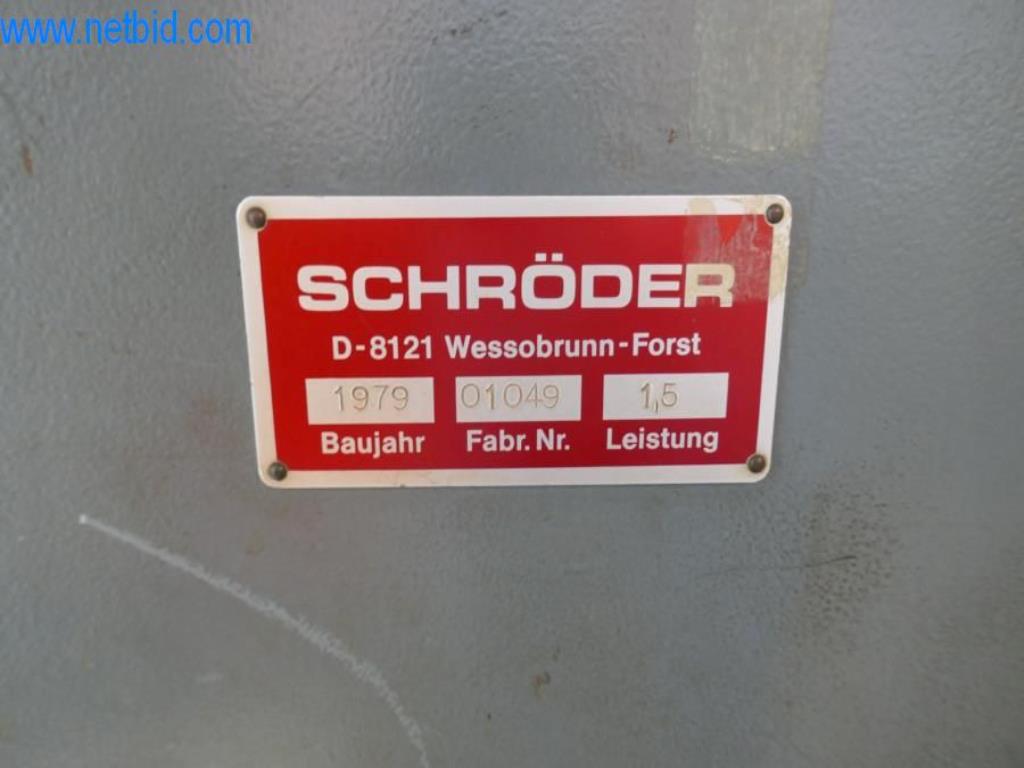 www.netbid.com
SCHRÖDER
D-8121 Wessobrunn-Forst
1979 01049 1,5
Baujahr Fabr. Nr. Leistung